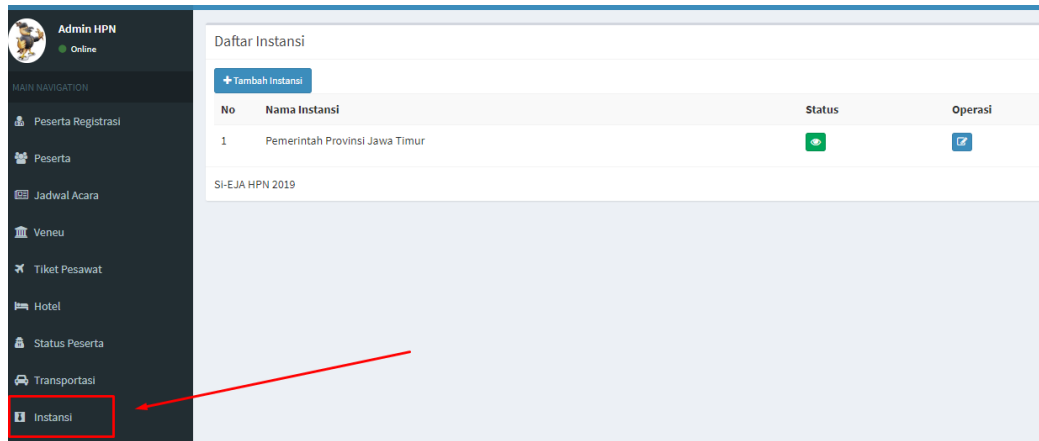 Admin HPN
Online
MAIN NAVIGATION
Peserta Registrasi
Peserta
Jadwal Acara
Veneu
Tiket Pesawat
Hotel
Status Peserta
Transportasi
Instansi
Daftar Instansi
+Tambah Instansi
No Nama Instansi Status Operasi
1 Pemerintah Provinsi Jawa Timur
SI-EJA HPN 2019